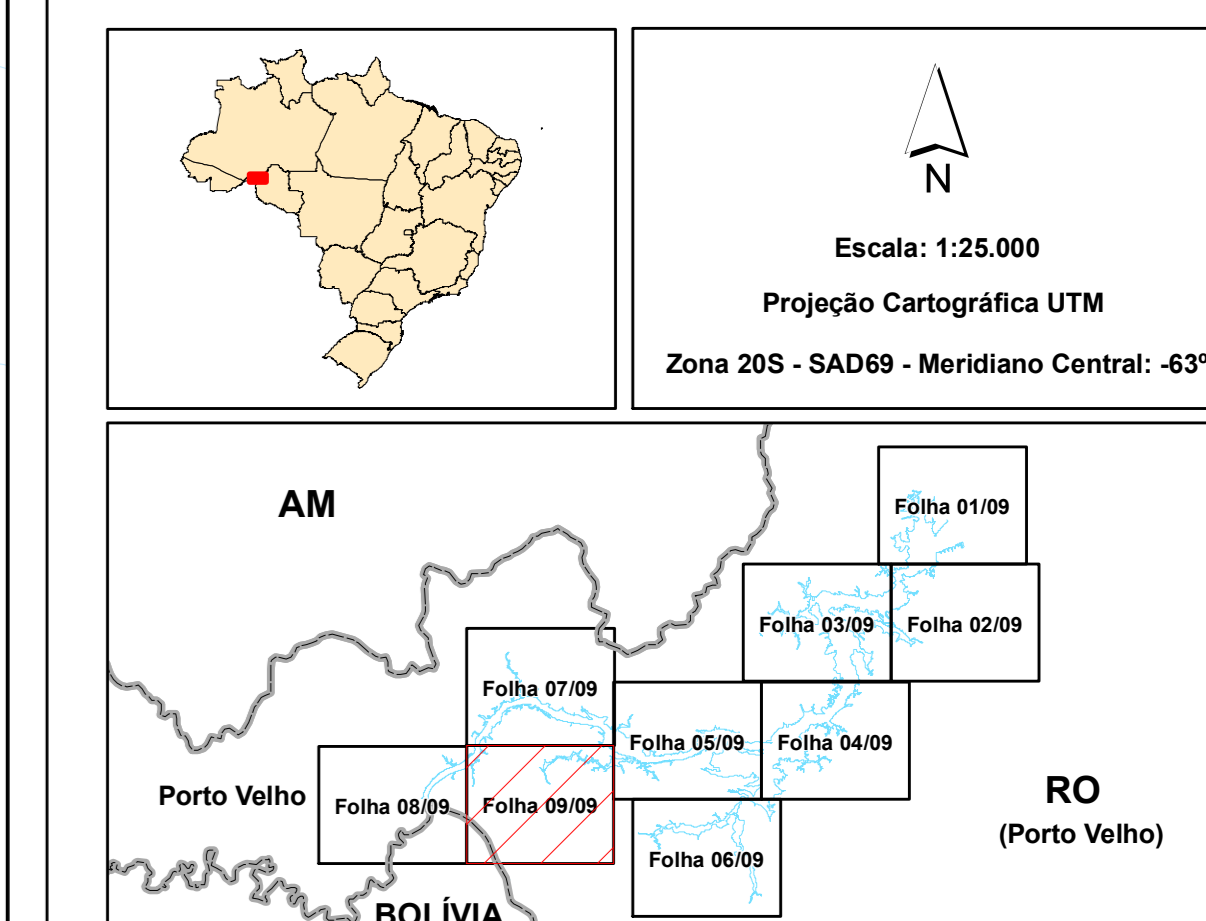 N
Escala: 1:25.000
Projeção Cartográfica UTM
Zona 20S - SAD69 - Meridiano Central: -63º
AM
Folha 01/09
Folha 03/09
Folha 02/09
Folha 07/09
Folha 05/09
Folha 04/09
Porto Velho
Folha 08/09
Folha 09/09
RO
(Porto Velho)
Folha 06/09
BOLÍVIA